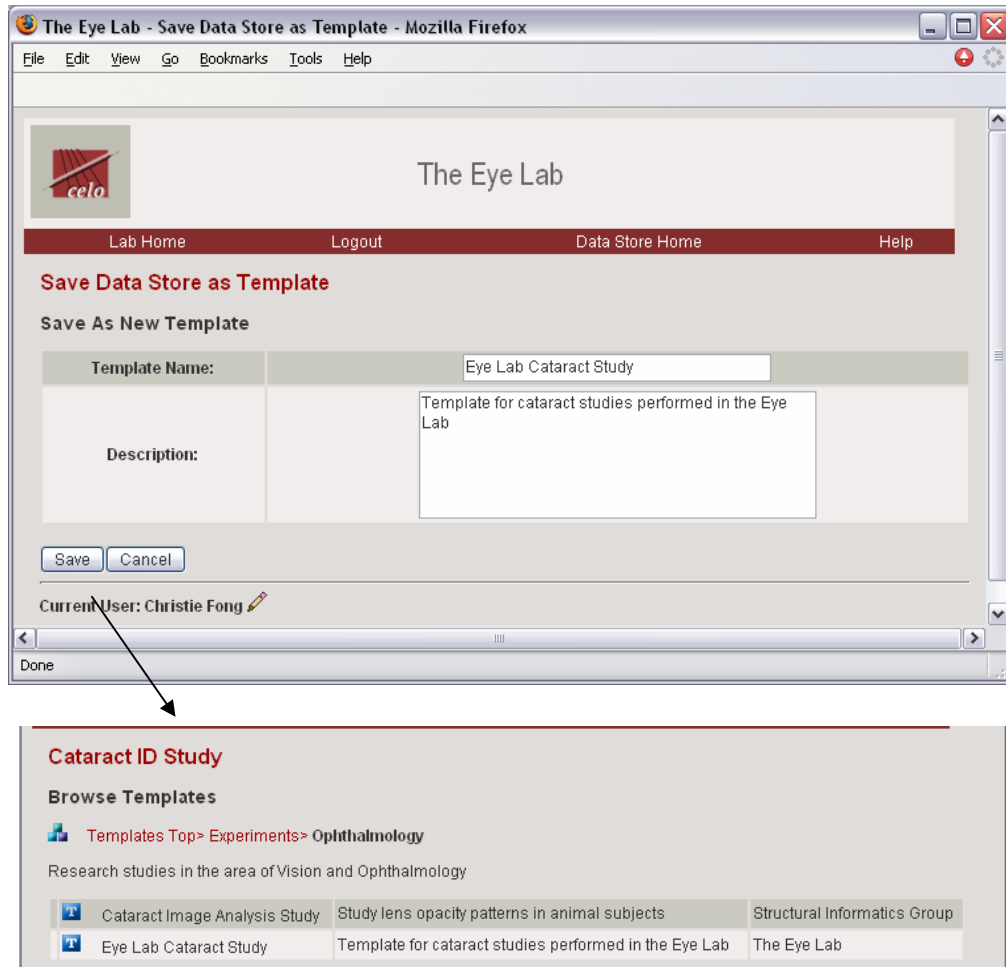 The Eye Lab - Save Data Store as Template - Mozilla Firefox
File Edit View Go Bookmarks Tools Help
celo
The Eye Lab
Lab Home Logout Data Store Home Help
Save Data Store as Template
Save As New Template
Template Name: Eye Lab Cataract Study
Description: Template for cataract studies performed in the Eye
Lab
Save Cancel
Current User: Christie Fong
Done
Cataract ID Study
Browse Templates
Templates Top> Experiments> Ophthalmology
Research studies in the area of Vision and Ophthalmology
T Cataract Image Analysis Study Study lens opacity patterns in animal subjects Structural Informatics Group
T Eye Lab Cataract Study Template for cataract studies performed in the Eye Lab The Eye Lab